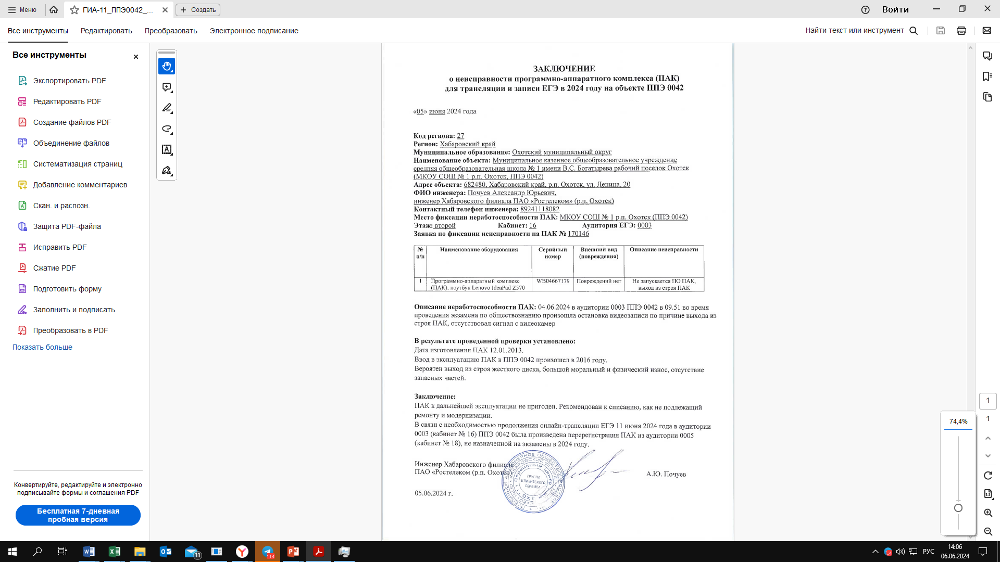 Меню
ГИА-11_ППЭ0042_...
Создать
Войти
Все инструменты
Редактировать
Преобразовать
Электронное подписание
Найти текст или инструмент
Все инструменты
Экспортировать PDF
Редактировать PDF
Создание файлов PDF
Объединение файлов
Систематизация страниц
Добавление комментариев
Скан. и распозн.
Защита PDF-файла
Исправить PDF
Сжатие PDF
Подготовить форму
Заполнить и подписать
Преобразовать в PDF
Показать больше
Конвертируйте, редактируйте и электронно
подписывайте формы и соглашения PDF
Бесплатная 7-дневная
пробная версия
ЗАКЛЮЧЕНИЕ
о неисправности программно-аппаратного комплекса (ПАК)
для трансляции и записи ЕГЭ в 2024 году на объекте ППЭ 0042
«05» июня 2024 года
Код региона: 27
Регион: Хабаровский край
Муниципальное образование: Охотский муниципальный округ
Наименование объекта: Муниципальное казенное общеобразовательное учреждение
средняя общеобразовательная школа № 1 имени В.С. Богатырева рабочий поселок Охотск
(МКОУ СОШ № 1 р.п. Охотск, ППЭ 0042)
Адрес объекта: 682480, Хабаровский край, р.п. Охотск, ул. Ленина, 20
ФИО инженера: Почуев Александр Юрьевич,
инженер Хабаровского филиала ПАО «Ростелеком» (р.п. Охотск)
Контактный телефон инженера: 89241118082
Место фиксации неработоспособности ПАК: МКОУ СОШ № 1 р.п. Охотск (ППЭ 0042)
Этаж: второй Кабинет: 16 Аудитория ЕГЭ: 0003
Заявка по фиксации неисправности на ПАК № 170146
№ п/п Наименование оборудования Серийный номер Внешний вид (повреждения) Описание неисправности
1 Программно-аппаратный комплекс (ПАК), ноутбук Lenovo IdeaPad Z570 WB04667179 Повреждений нет Не запускается ПО ПАК, выход из строя ПАК
Описание неработоспособности ПАК: 04.06.2024 в аудитории 0003 ППЭ 0042 в 09.51 во время
проведения экзамена по обществознанию произошла остановка видеозаписи по причине выхода из
строя ПАК, отсутствовал сигнал с видеокамер
В результате проведенной проверки установлено:
Дата изготовления ПАК 12.01.2013.
Ввод в эксплуатацию ПАК в ППЭ 0042 произошел в 2016 году.
Вероятен выход из строя жесткого диска, большой моральный и физический износ, отсутствие
запасных частей.
Заключение:
ПАК к дальнейшей эксплуатации не пригоден. Рекомендован к списанию, как не подлежащий
ремонту и модернизации.
В связи с необходимостью продолжения онлайн-трансляции ЕГЭ 11 июня 2024 года в аудитории
0003 (кабинет № 16) ППЭ 0042 была произведена перерегистрация ПАК из аудитории 0005
(кабинет № 18), не назначенной на экзамены в 2024 году.
Инженер Хабаровского филиала
ПАО «Ростелеком (р.п. Охотск)
А.Ю. Почуев
ХАБАРОВСКИЙ ФИЛИАЛ
Сервисный центр
ГРУППА
КЛИЕНТСКОГО
СЕРВИСА
05.06.2024 г.
1
1
74,4%
11
114
РУС
14:06
06.06.2024